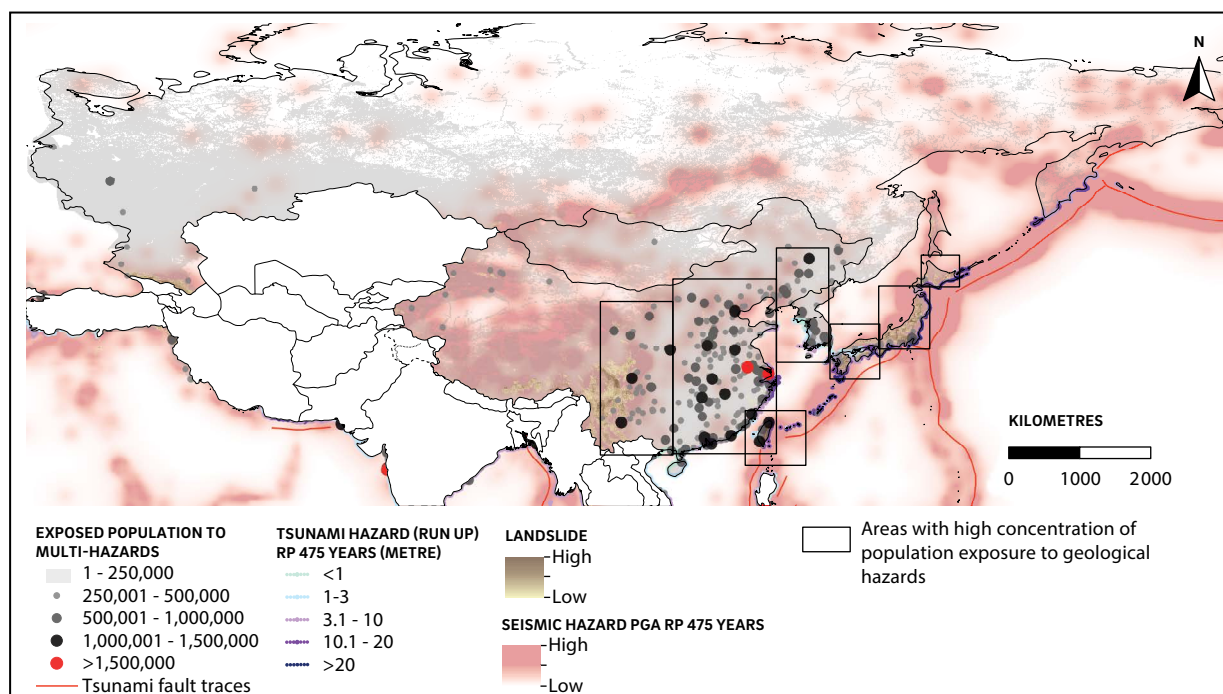 N
KILOMETRES
0 1000 2000
EXPOSED POPULATION TO
MULTI-HAZARDS
1 - 250,000
250,001 - 500,000
500,001 - 1,000,000
1,000,001 - 1,500,000
>1,500,000
Tsunami fault traces
TSUNAMI HAZARD (RUN UP)
RP 475 YEARS (METRE)
<1
1-3
3.1 - 10
10.1 - 20
>20
LANDSLIDE
High
Low
SEISMIC HAZARD PGA RP 475 YEARS
High
Low
Areas with high concentration of
population exposure to geological
hazards